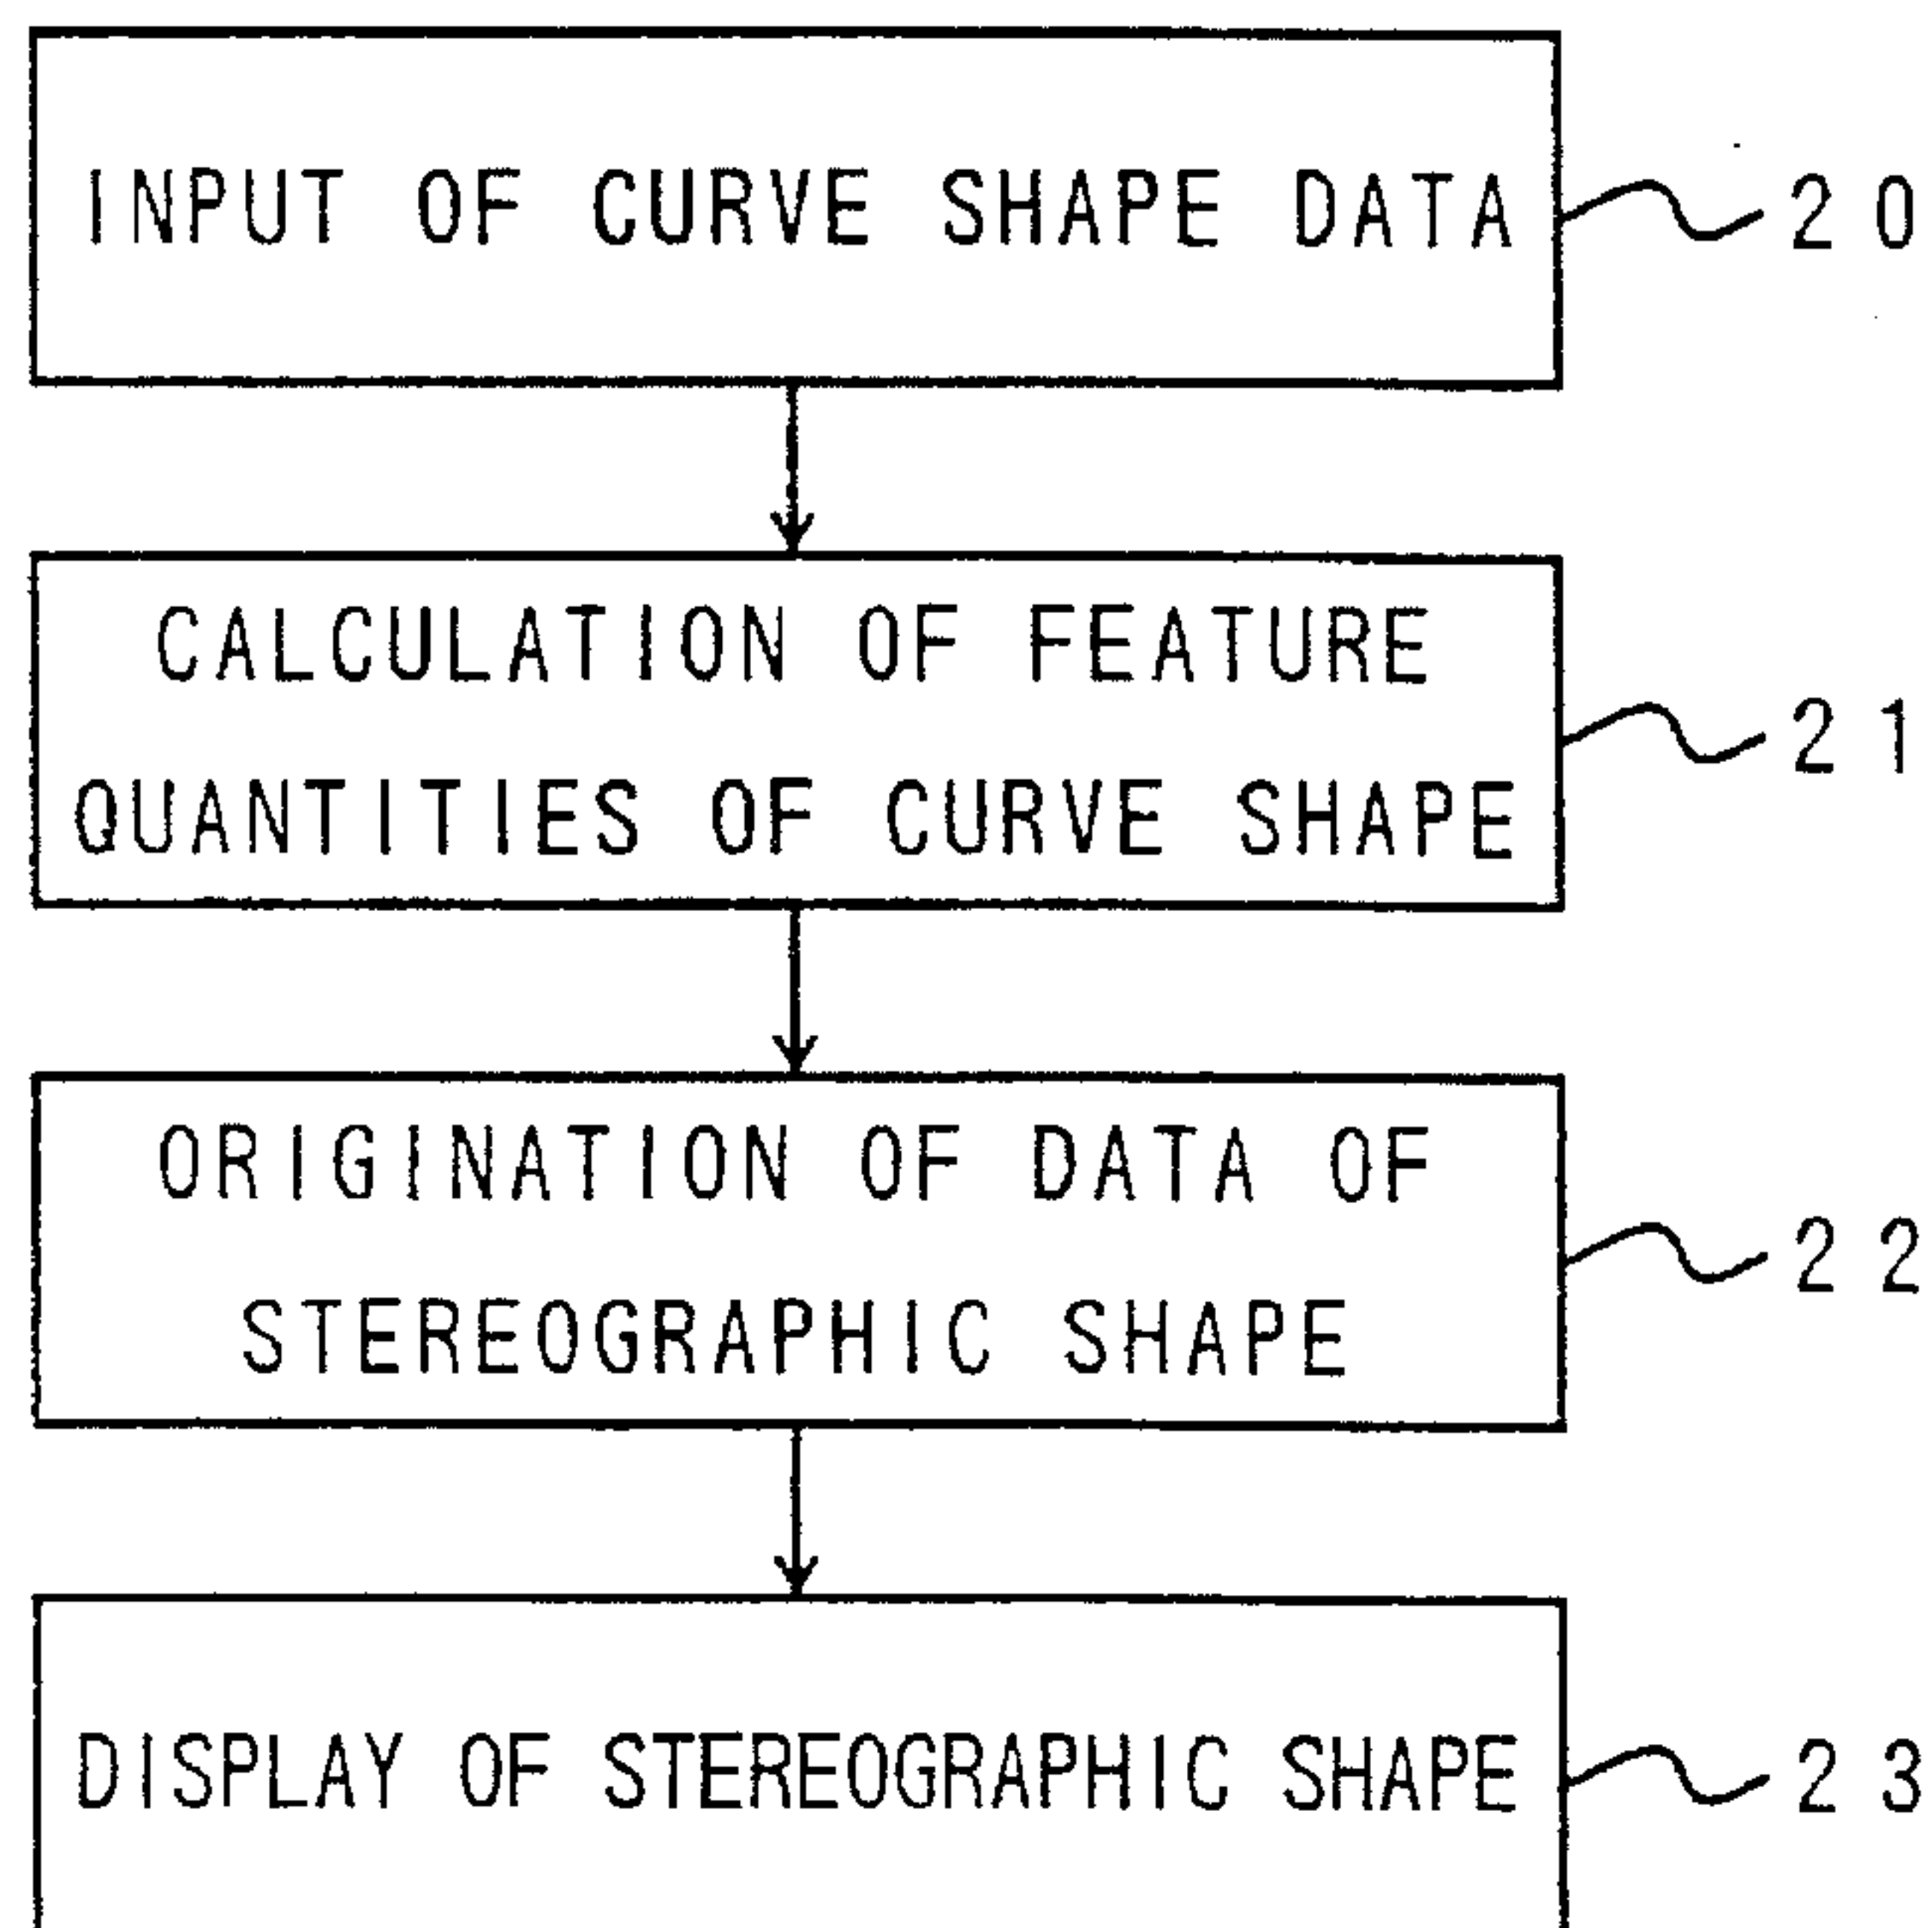 INPUT OF CURVE SHAPE DATA
20
CALCULATION OF FEATURE
QUANTITIES OF CURVE SHAPE
21
ORIGINATION OF DATA OF
STEREOGRAPHIC SHAPE
22
DISPLAY OF STEREOGRAPHIC SHAPE
23